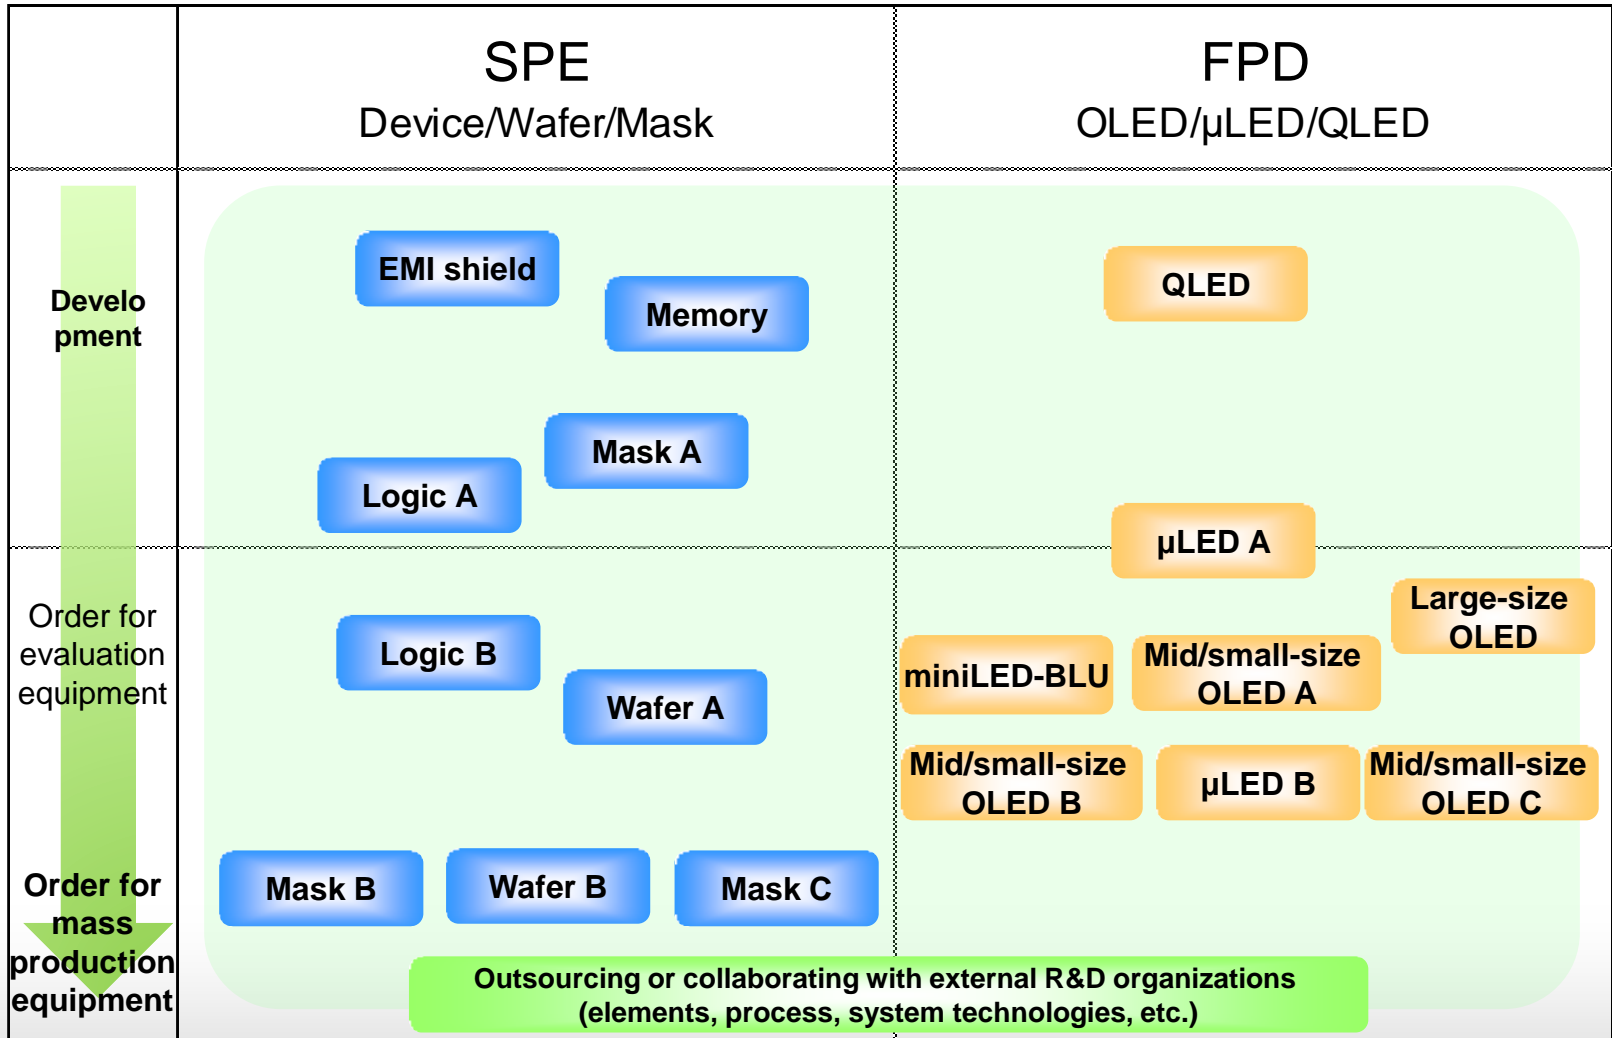 SPE
Device/Wafer/Mask
FPD
OLED/µLED/QLED
Develo
pment
EMI shield
Memory
QLED
Mask A
Logic A
µLED A
Order for
evaluation
equipment
Logic B
Wafer A
Large-size
OLED
miniLED-BLU
Mid/small-size
OLED A
Mid/small-size
OLED B
µLED B
Mid/small-size
OLED C
Order for
mass
production
equipment
Mask B
Wafer B
Mask C
Outsourcing or collaborating with external R&D organizations
(elements, process, system technologies, etc.)